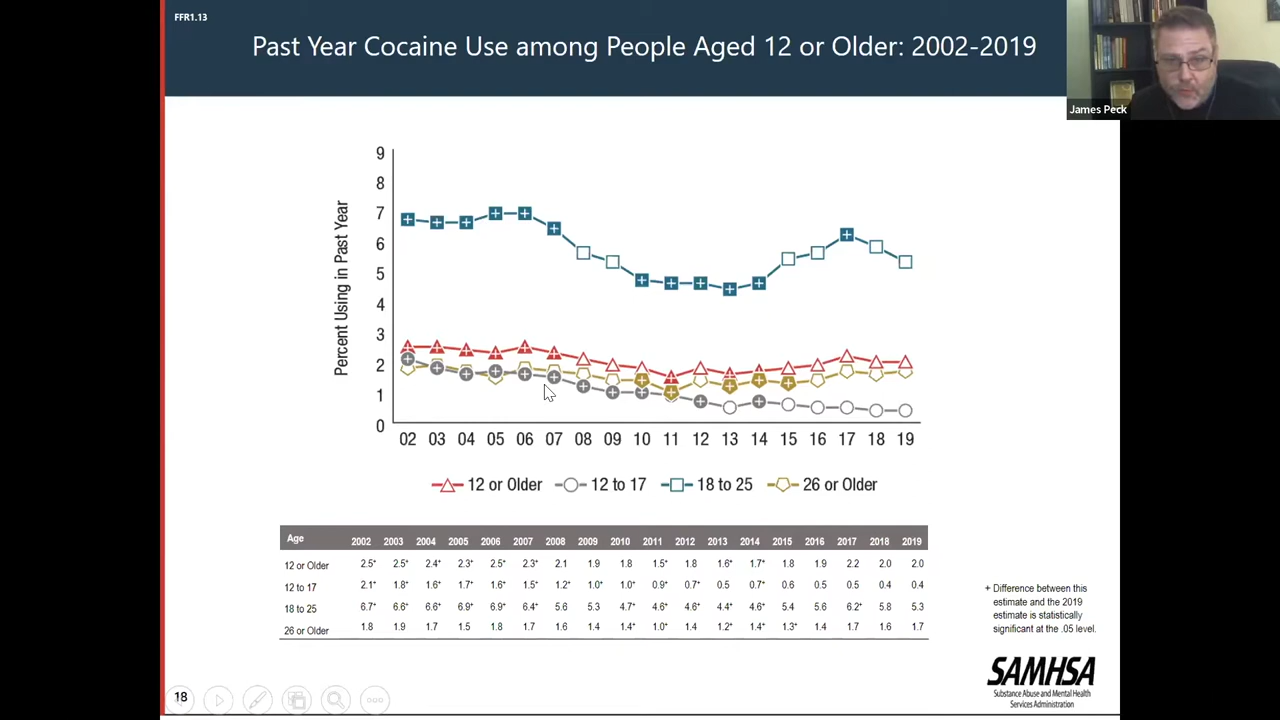 FFR1.13
Past Year Cocaine Use among People Aged 12 or Older: 2002-2019
James Peck
Percent Using in Past Year
9
8
7
6
5
4
3
2
1
0
02 03 04 05 06 07 08 09 10 11 12 13 14 15 16 17 18 19
12 or Older 12 to 17 18 to 25 26 or Older
Age 2002 2003 2004 2005 2006 2007 2008 2009 2010 2011 2012 2013 2014 2015 2016 2017 2018 2019
12 or Older 2.5+ 2.5+ 2.4+ 2.3+ 2.5+ 2.3+ 2.1 1.9 1.8 1.5+ 1.8 1.6+ 1.7+ 1.8 1.9 2.2 2.0 2.0
12 to 17 2.1+ 1.8+ 1.6+ 1.7+ 1.6+ 1.5+ 1.2+ 1.0+ 1.0+ 0.9+ 0.7+ 0.5 0.7+ 0.6 0.5 0.5 0.4 0.4
18 to 25 6.7+ 6.6+ 6.6+ 6.9+ 6.9+ 6.4+ 5.6 5.3 4.7+ 4.6+ 4.6+ 4.4+ 4.6+ 5.4 5.6 6.2+ 5.8 5.3
26 or Older 1.8 1.9 1.7 1.5 1.8 1.7 1.6 1.4 1.4+ 1.0+ 1.4 1.2+ 1.4+ 1.3+ 1.4 1.7 1.6 1.7
+ Difference between this
estimate and the 2019
estimate is statistically
significant at the .05 level.
SAMHSA
Substance Abuse and Mental Health
Services Administration
18